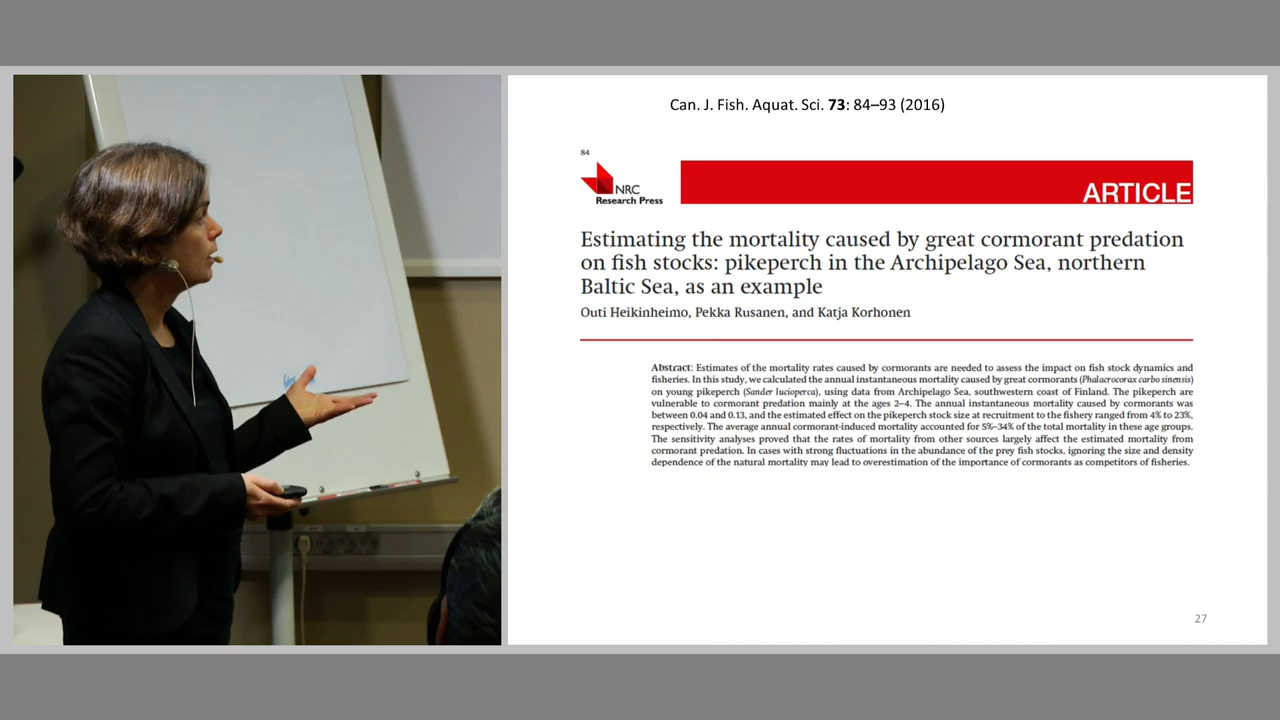 Can. J. Fish. Aquat. Sci. 73: 84–93 (2016)
84
NRC
Research Press
ARTICLE
Estimating the mortality caused by great cormorant predation
on fish stocks: pikeperch in the Archipelago Sea, northern
Baltic Sea, as an example
Outi Heikinheimo, Pekka Rusanen, and Katja Korhonen
Abstract: Estimates of the mortality rates caused by cormorants are needed to assess the impact on fish stock dynamics and
fisheries. In this study, we calculated the annual instantaneous mortality caused by great cormorants (Phalacrocorax carbo sinensis)
on young pikeperch (Sander lucioperca), using data from Archipelago Sea, southwestern coast of Finland. The pikeperch are
vulnerable to cormorant predation mainly at the ages 2–4. The annual instantaneous mortality caused by cormorants was
between 0.04 and 0.13, and the estimated effect on the pikeperch stock size at recruitment to the fishery ranged from 4% to 23%,
respectively. The average annual cormorant-induced mortality accounted for 5%–34% of the total mortality in these age groups.
The sensitivity analyses proved that the rates of mortality from other sources largely affect the estimated mortality from
cormorant predation. In cases with strong fluctuations in the abundance of the prey fish stocks, ignoring the size and density
dependence of the natural mortality may lead to overestimation of the importance of cormorants as competitors of fisheries.
27